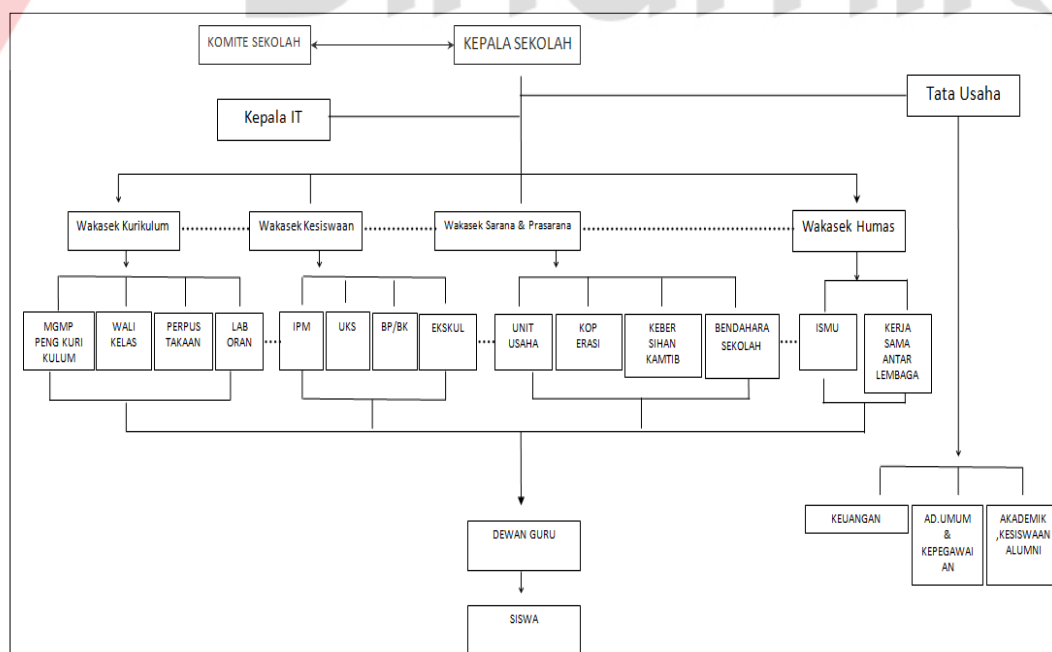 KOMITE SEKOLAH
KEPALA SEKOLAH
Tata Usaha
Kepala IT
Wakasek Kurikulum
Wakasek Kesiswaan
Wakasek Sarana & Prasarana
Wakasek Humas
MGMP
PENG KURI
KULUM
WALI
KELAS
PERPUS
TAKAAN
LAB
ORAN
IPM
UKS
BP/BK
EKSKUL
UNIT
USAHA
KOP
ERASI
KEBER
SIHAN
KAMTIB
BENDAHARA
SEKOLAH
ISMU
KERJA
SAMA
ANTAR
LEMBAGA
KEUANGAN
AD.UMUM
&
KEPEGAWAI
AN
AKADEMIK
,KESISWAAN
ALUMNI
DEWAN GURU
SISWA